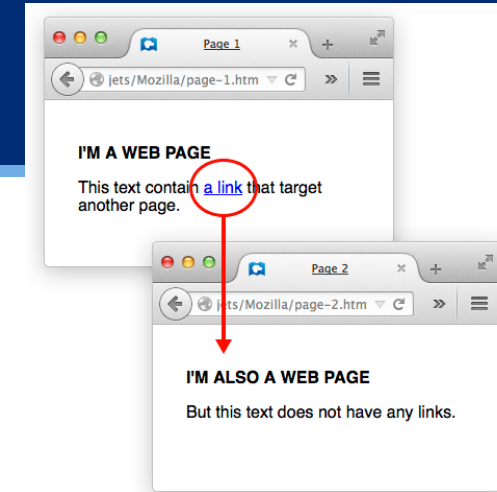 Page 1
jets/Mozilla/page-1.htm
I'M A WEB PAGE
This text contain a link that target
another page.
Page 2
jets/Mozilla/page-2.htm
I'M ALSO A WEB PAGE
But this text does not have any links.